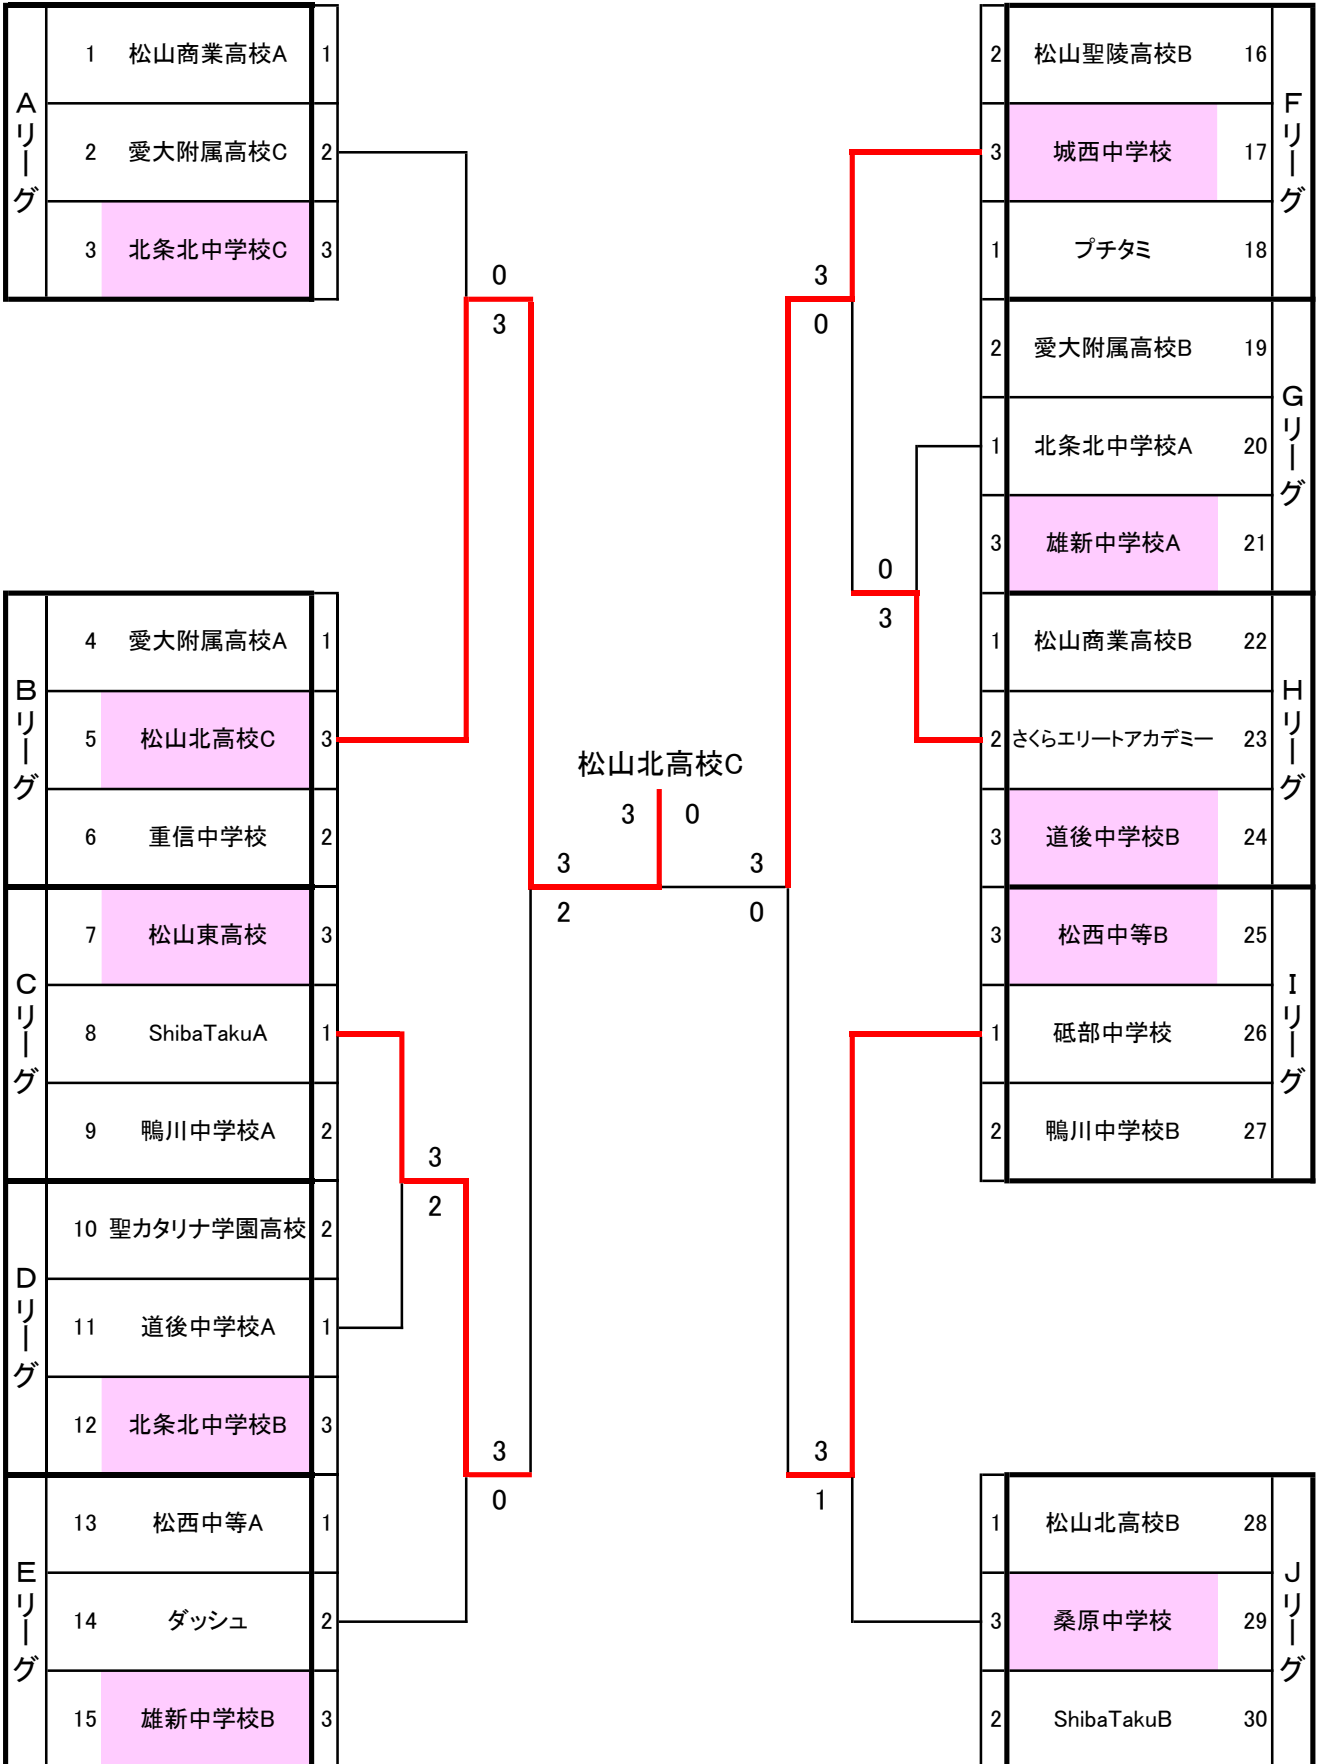 Aリーグ
1 松山商業高校A 1
2 愛大附属高校C 2
3 北条北中学校C 3
Bリーグ
4 愛大附属高校A 1
5 松山北高校C 3
6 重信中学校 2
Cリーグ
7 松山東高校 3
8 ShibaTakuA 1
9 鴨川中学校A 2
Dリーグ
10 聖カタリナ学園高校 2
11 道後中学校A 1
12 北条北中学校B 3
Eリーグ
13 松西中等A 1
14 ダッシュ 2
15 雄新中学校B 3
0
3
3
2
3
0
3
2
松山北高校C
3 0
3
0
3
0
0
3
3
1
Fリーグ
2 松山聖陵高校B 16
3 城西中学校 17
1 プチタミ 18
Gリーグ
2 愛大附属高校B 19
1 北条北中学校A 20
3 雄新中学校A 21
Hリーグ
1 松山商業高校B 22
2 さくらエリートアカデミー 23
3 道後中学校B 24
Iリーグ
3 松西中等B 25
1 砥部中学校 26
2 鴨川中学校B 27
Jリーグ
1 松山北高校B 28
3 桑原中学校 29
2 ShibaTakuB 30